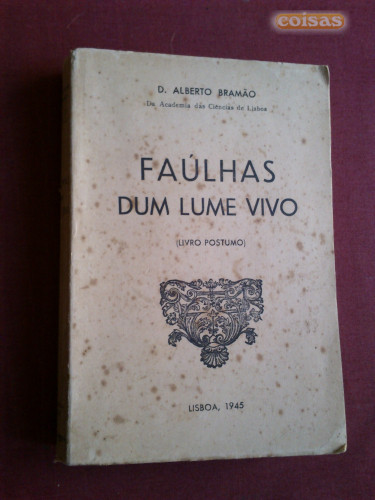 coisas
D. ALBERTO BRAMÃO
Da Academia das Ciências de Lisboa
FAÚLHAS
DUM LUME VIVO
(LIVRO POSTUMO)
LISBOA, 1945